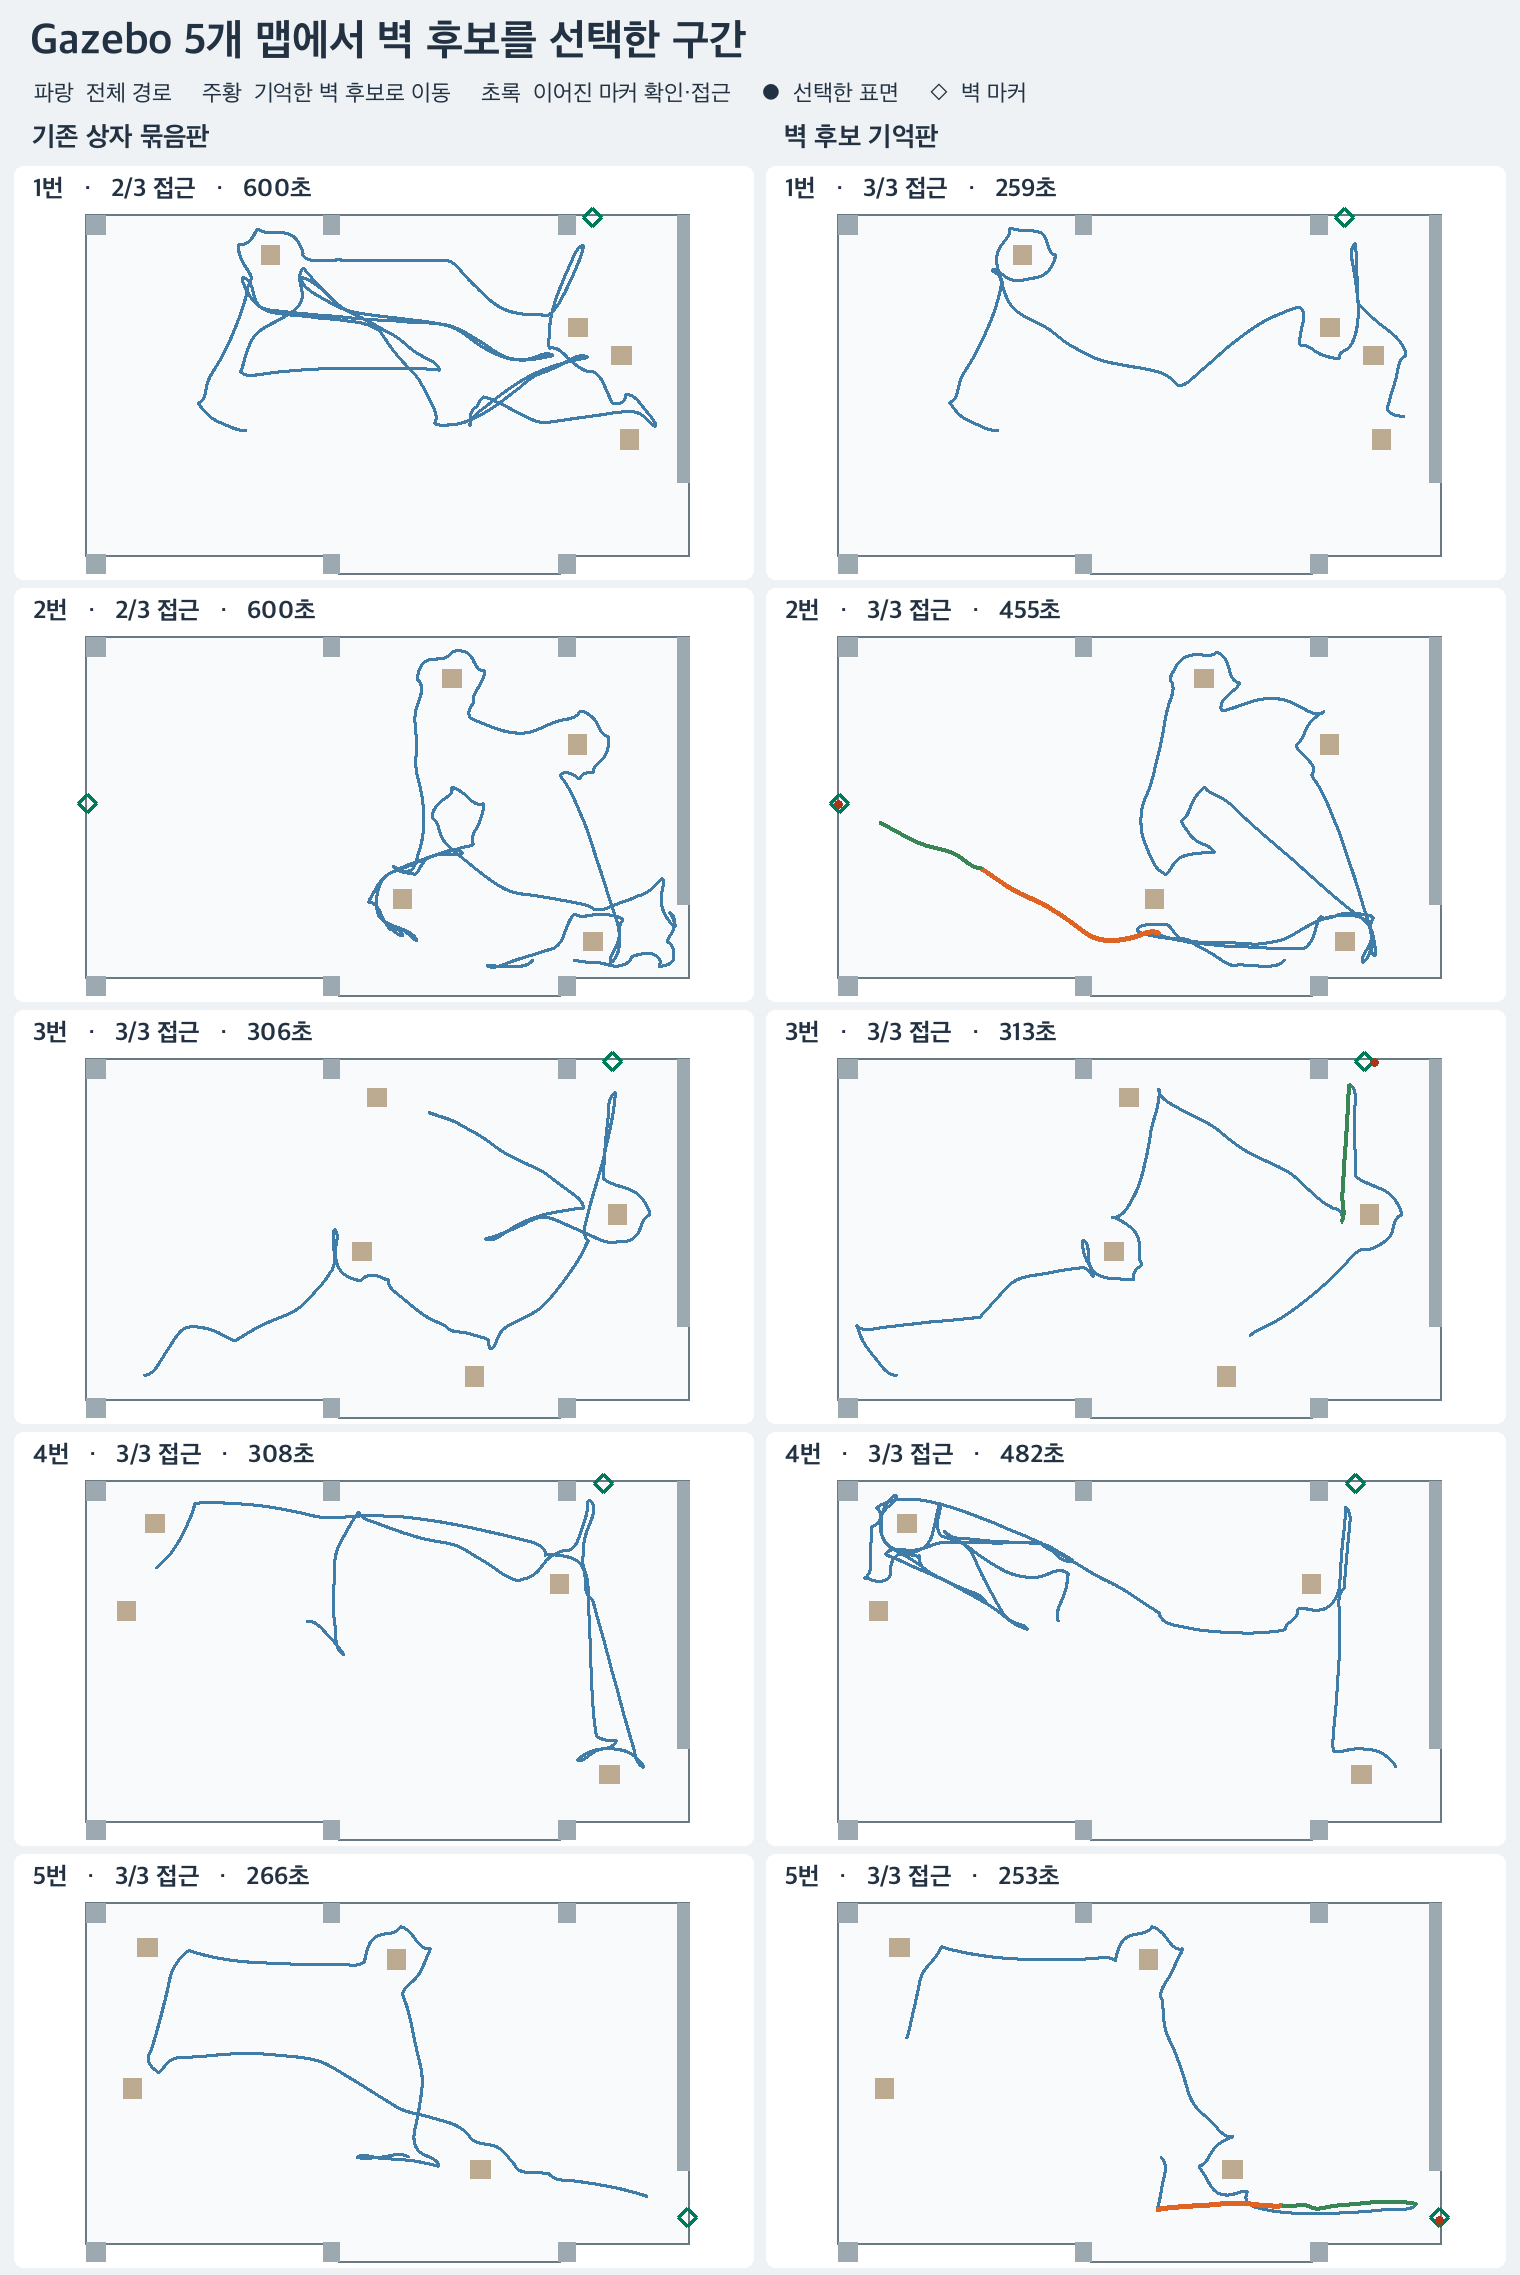 Gazebo 5개 맵에서 벽 후보를 선택한 구간
파랑 전체 경로 주황 기억한 벽 후보로 이동 초록 이어진 마커 확인·접근 ● 선택한 표면 ◇ 벽 마커
기존 상자 묶음판 벽 후보 기억판
1번 · 2/3 접근 · 600초
1번 · 3/3 접근 · 259초
2번 · 2/3 접근 · 600초
2번 · 3/3 접근 · 455초
3번 · 3/3 접근 · 306초
3번 · 3/3 접근 · 313초
4번 · 3/3 접근 · 308초
4번 · 3/3 접근 · 482초
5번 · 3/3 접근 · 266초
5번 · 3/3 접근 · 253초